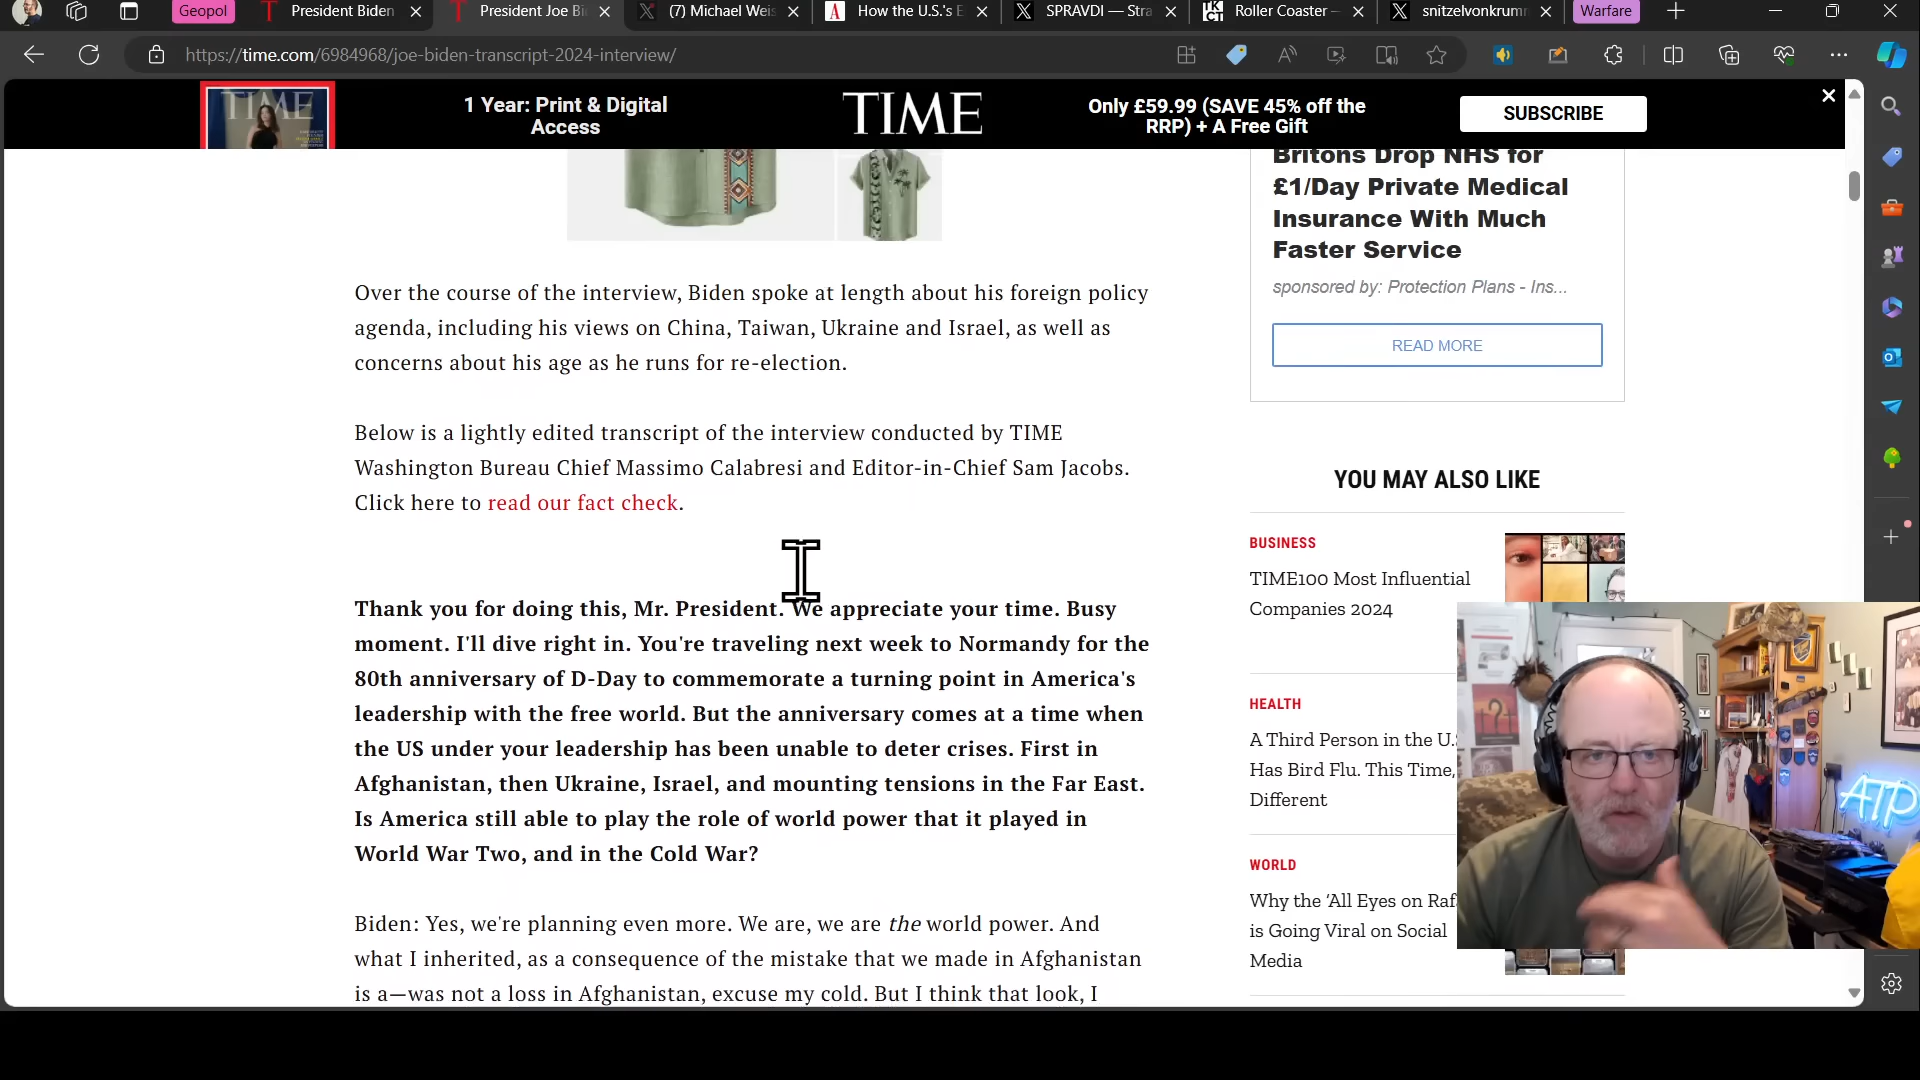 Geopol
President Biden
President Joe Bi
(7) Michael Weis
How the U.S.'s E
SPRAVDI — Stra
Roller Coaster –
snitzelvonkrumm
Warfare
https://time.com/6984968/joe-biden-transcript-2024-interview/
TIME
1 Year: Print & Digital
Access
TIME
Only £59.99 (SAVE 45% off the
RRP) + A Free Gift
SUBSCRIBE
Over the course of the interview, Biden spoke at length about his foreign policy
agenda, including his views on China, Taiwan, Ukraine and Israel, as well as
concerns about his age as he runs for re-election.
Below is a lightly edited transcript of the interview conducted by TIME
Washington Bureau Chief Massimo Calabresi and Editor-in-Chief Sam Jacobs.
Click here to read our fact check.
Thank you for doing this, Mr. President. We appreciate your time. Busy
moment. I'll dive right in. You're traveling next week to Normandy for the
80th anniversary of D-Day to commemorate a turning point in America's
leadership with the free world. But the anniversary comes at a time when
the US under your leadership has been unable to deter crises. First in
Afghanistan, then Ukraine, Israel, and mounting tensions in the Far East.
Is America still able to play the role of world power that it played in
World War Two, and in the Cold War?
Biden: Yes, we're planning even more. We are, we are the world power. And
what I inherited, as a consequence of the mistake that we made in Afghanistan
is a—was not a loss in Afghanistan, excuse my cold. But I think that look, I
Britons Drop NHS for
£1/Day Private Medical
Insurance With Much
Faster Service
sponsored by: Protection Plans - Ins...
READ MORE
YOU MAY ALSO LIKE
BUSINESS
TIME100 Most Influential
Companies 2024
HEALTH
A Third Person in the U.
Has Bird Flu. This Time,
Different
WORLD
Why the 'All Eyes on Raf
is Going Viral on Social
Media
ATP